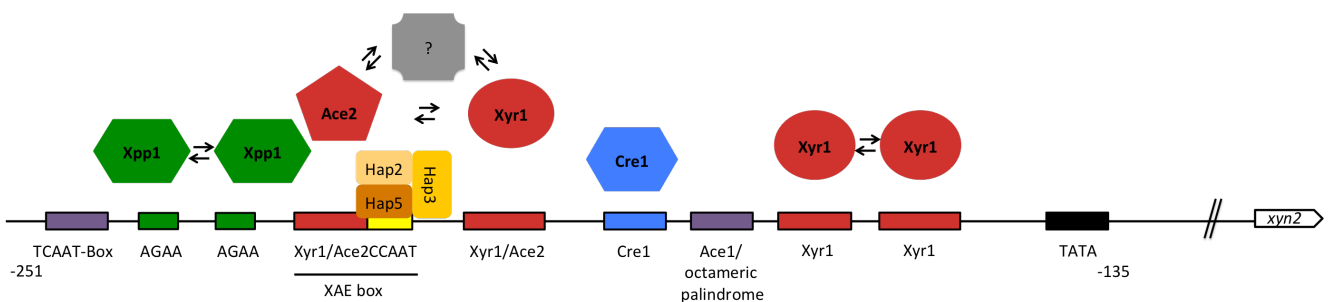 ?
Ace2
Xyr1
Xpp1
Xpp1
Cre1
Xyr1
Xyr1
Hap2
Hap3
Hap5
xyn2
TCAAT-Box
AGAA
AGAA
Xyr1/Ace2CCAAT
Xyr1/Ace2
Cre1
Ace1/
octameric
palindrome
Xyr1
Xyr1
TATA
-251
-135
XAE box